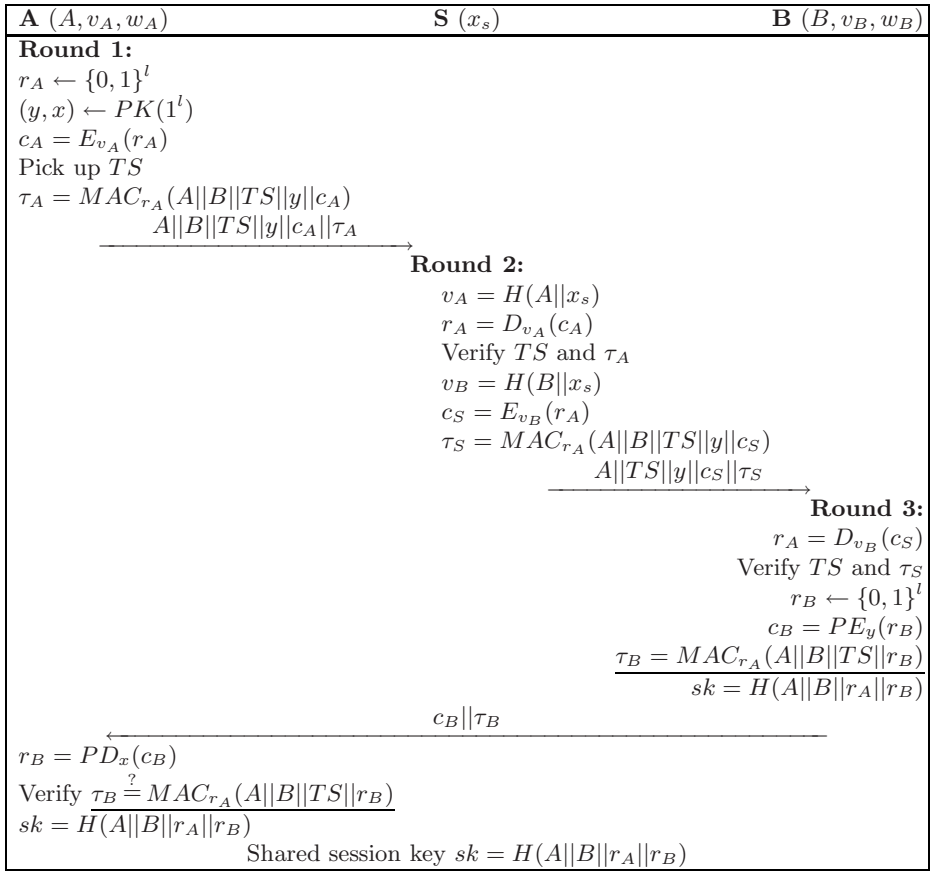 A (A, v_A, w_A) S (x_s) B (B, v_B, w_B)
Round 1:
r_A ← {0, 1}^l
(y, x) ← PK(1^l)
c_A = E_{v_A}(r_A)
Pick up TS
τ_A = MAC_{r_A}(A||B||TS||y||c_A)
A||B||TS||y||c_A||τ_A
Round 2:
v_A = H(A||x_s)
r_A = D_{v_A}(c_A)
Verify TS and τ_A
v_B = H(B||x_s)
c_S = E_{v_B}(r_A)
τ_S = MAC_{r_A}(A||B||TS||y||c_S)
A||TS||y||c_S||τ_S
Round 3:
r_A = D_{v_B}(c_S)
Verify TS and τ_S
r_B ← {0, 1}^l
c_B = PE_y(r_B)
τ_B = MAC_{r_A}(A||B||TS||r_B)
sk = H(A||B||r_A||r_B)
c_B||τ_B
r_B = PD_x(c_B)
Verify τ_B ?= MAC_{r_A}(A||B||TS||r_B)
sk = H(A||B||r_A||r_B)
Shared session key sk = H(A||B||r_A||r_B)